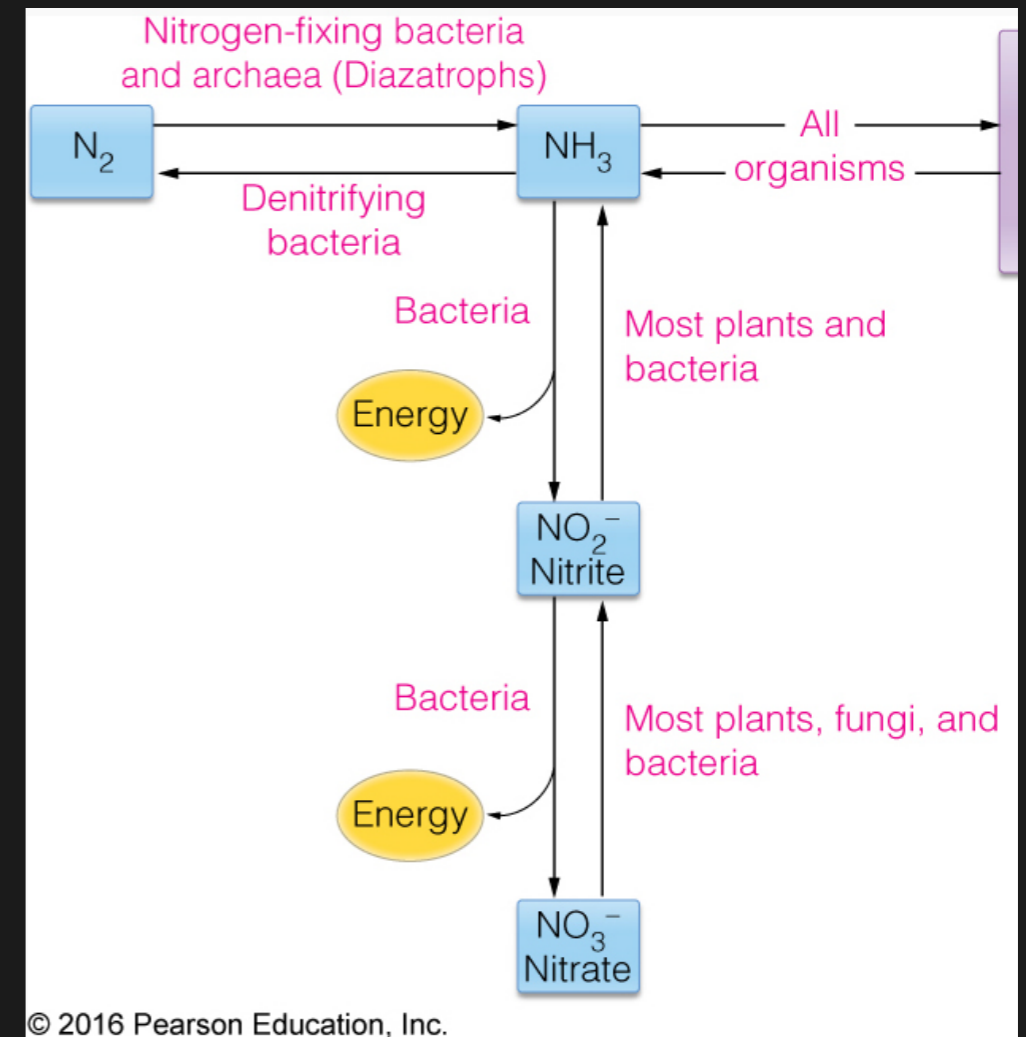 Nitrogen-fixing bacteria
and archaea (Diazatrophs)
N₂
NH₃
All
organisms
Denitrifying
bacteria
Bacteria
Most plants and
bacteria
Energy
NO₂⁻
Nitrite
Bacteria
Most plants, fungi, and
bacteria
Energy
NO₃⁻
Nitrate
© 2016 Pearson Education, Inc.